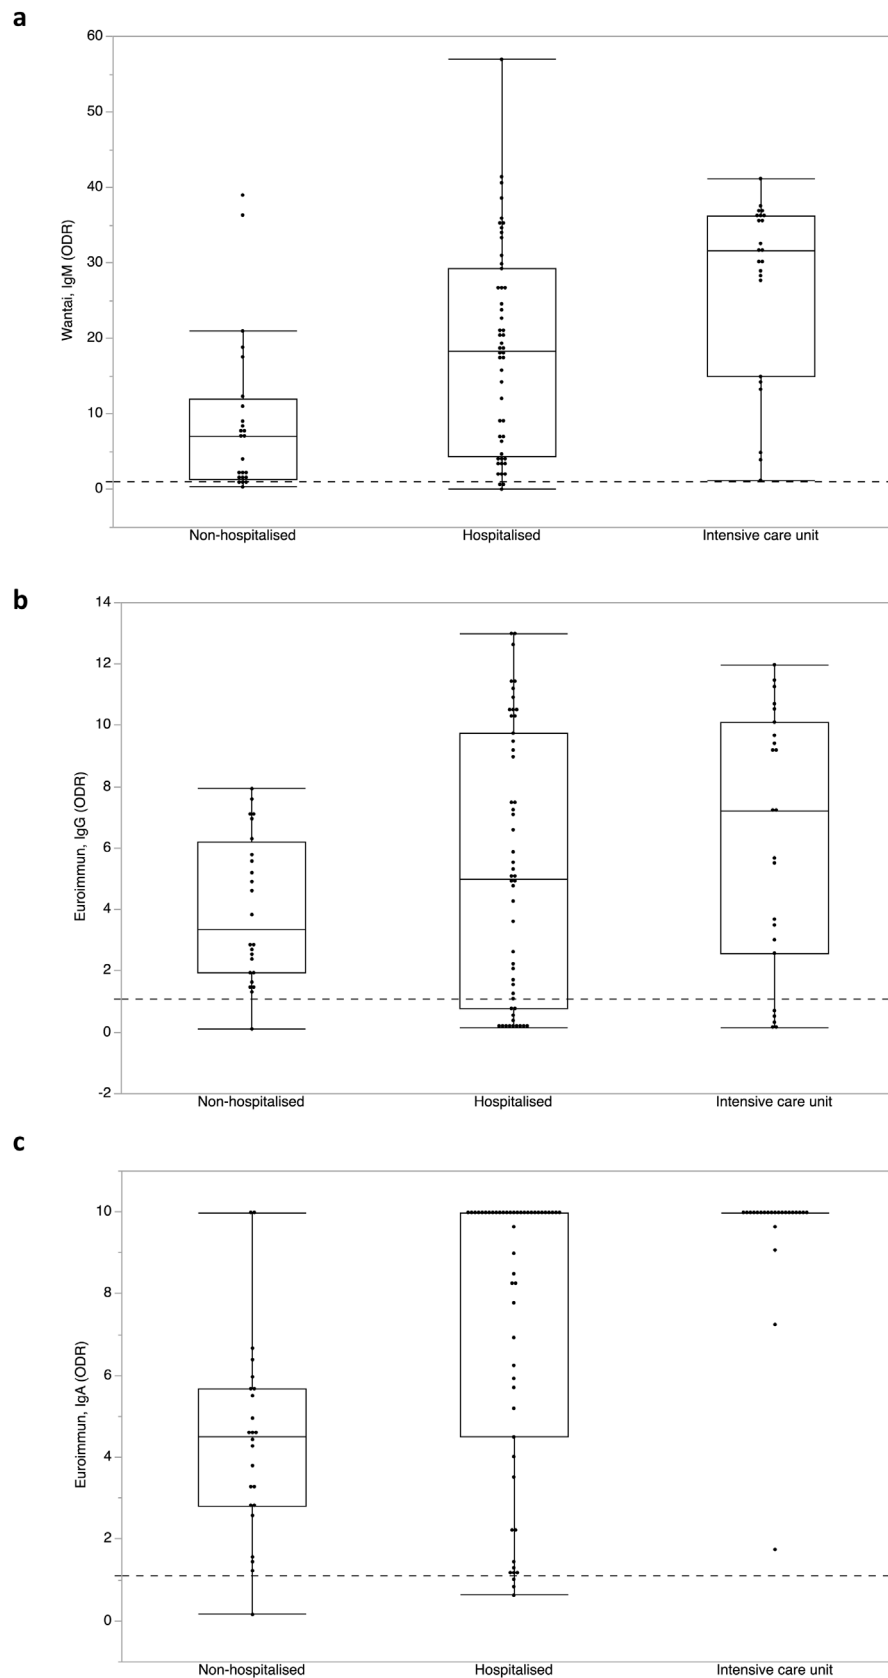 a
60
50
40
30
20
10
0
Wantai, IgM (ODR)
Non-hospitalised Hospitalised Intensive care unit
b
14
12
10
8
6
4
2
0
-2
Euroimmun, IgG (ODR)
Non-hospitalised Hospitalised Intensive care unit
c
10
8
6
4
2
0
Euroimmun, IgA (ODR)
Non-hospitalised Hospitalised Intensive care unit